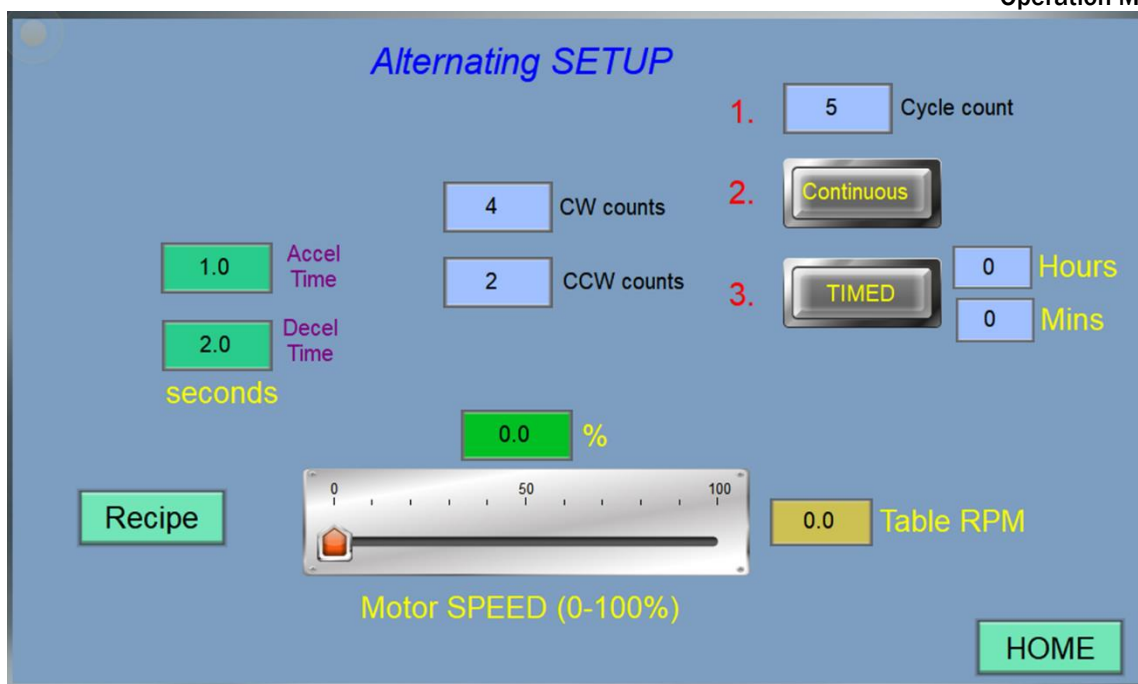 Operation M
Alternating SETUP
1. 5 Cycle count
2. Continuous
4 CW counts
2 CCW counts
3. TIMED
0 Hours
0 Mins
1.0 Accel
Time
2.0 Decel
Time
seconds
0.0 %
0 50 100
Recipe
0.0 Table RPM
Motor SPEED (0-100%)
HOME